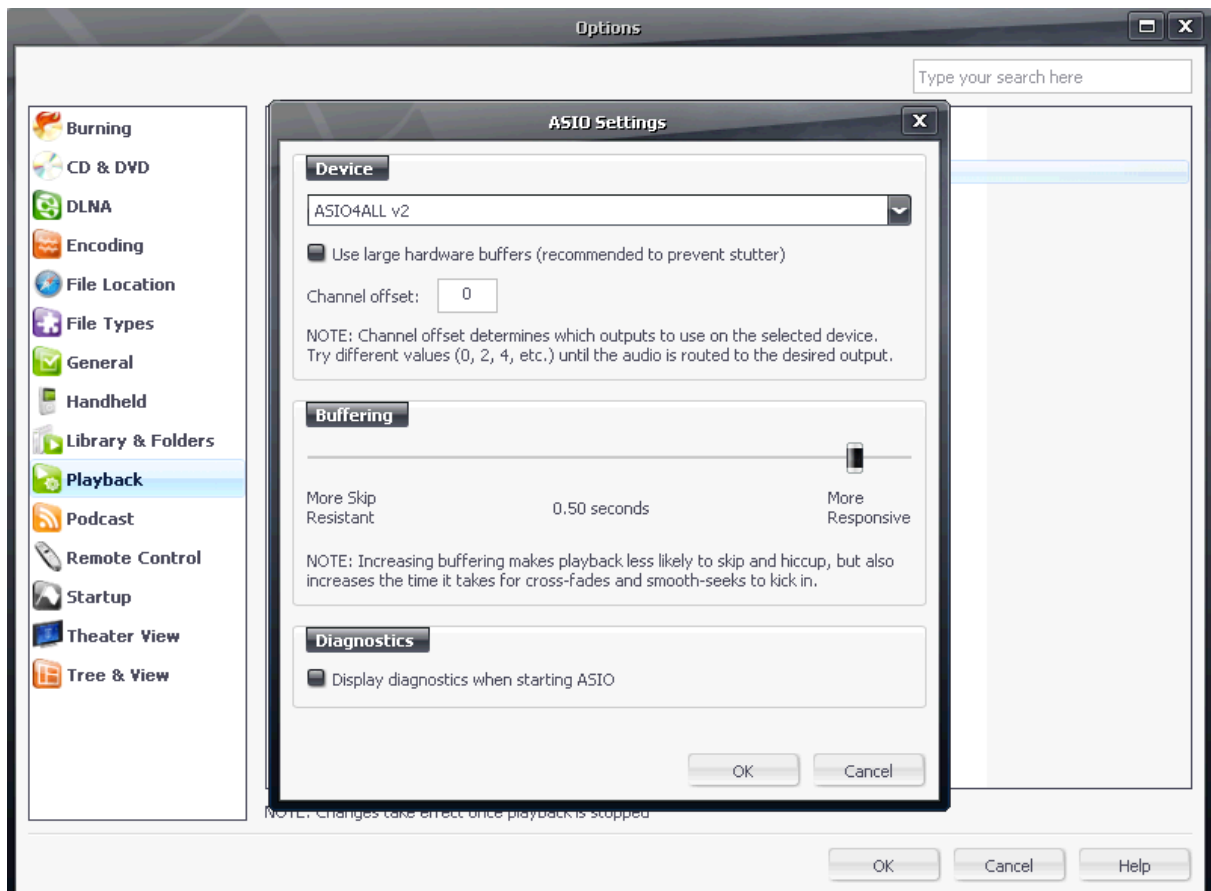 Options
Type your search here
Burning
CD & DVD
DLNA
Encoding
File Location
File Types
General
Handheld
Library & Folders
Playback
Podcast
Remote Control
Startup
Theater View
Tree & View
ASIO Settings
Device
ASIO4ALL v2
Use large hardware buffers (recommended to prevent stutter)
Channel offset: 0
NOTE: Channel offset determines which outputs to use on the selected device.
Try different values (0, 2, 4, etc.) until the audio is routed to the desired output.
Buffering
More Skip
Resistant
0.50 seconds
More
Responsive
NOTE: Increasing buffering makes playback less likely to skip and hiccup, but also
increases the time it takes for cross-fades and smooth-seeks to kick in.
Diagnostics
Display diagnostics when starting ASIO
OK Cancel
NOTE: Changes take effect once playback is stopped
OK Cancel Help